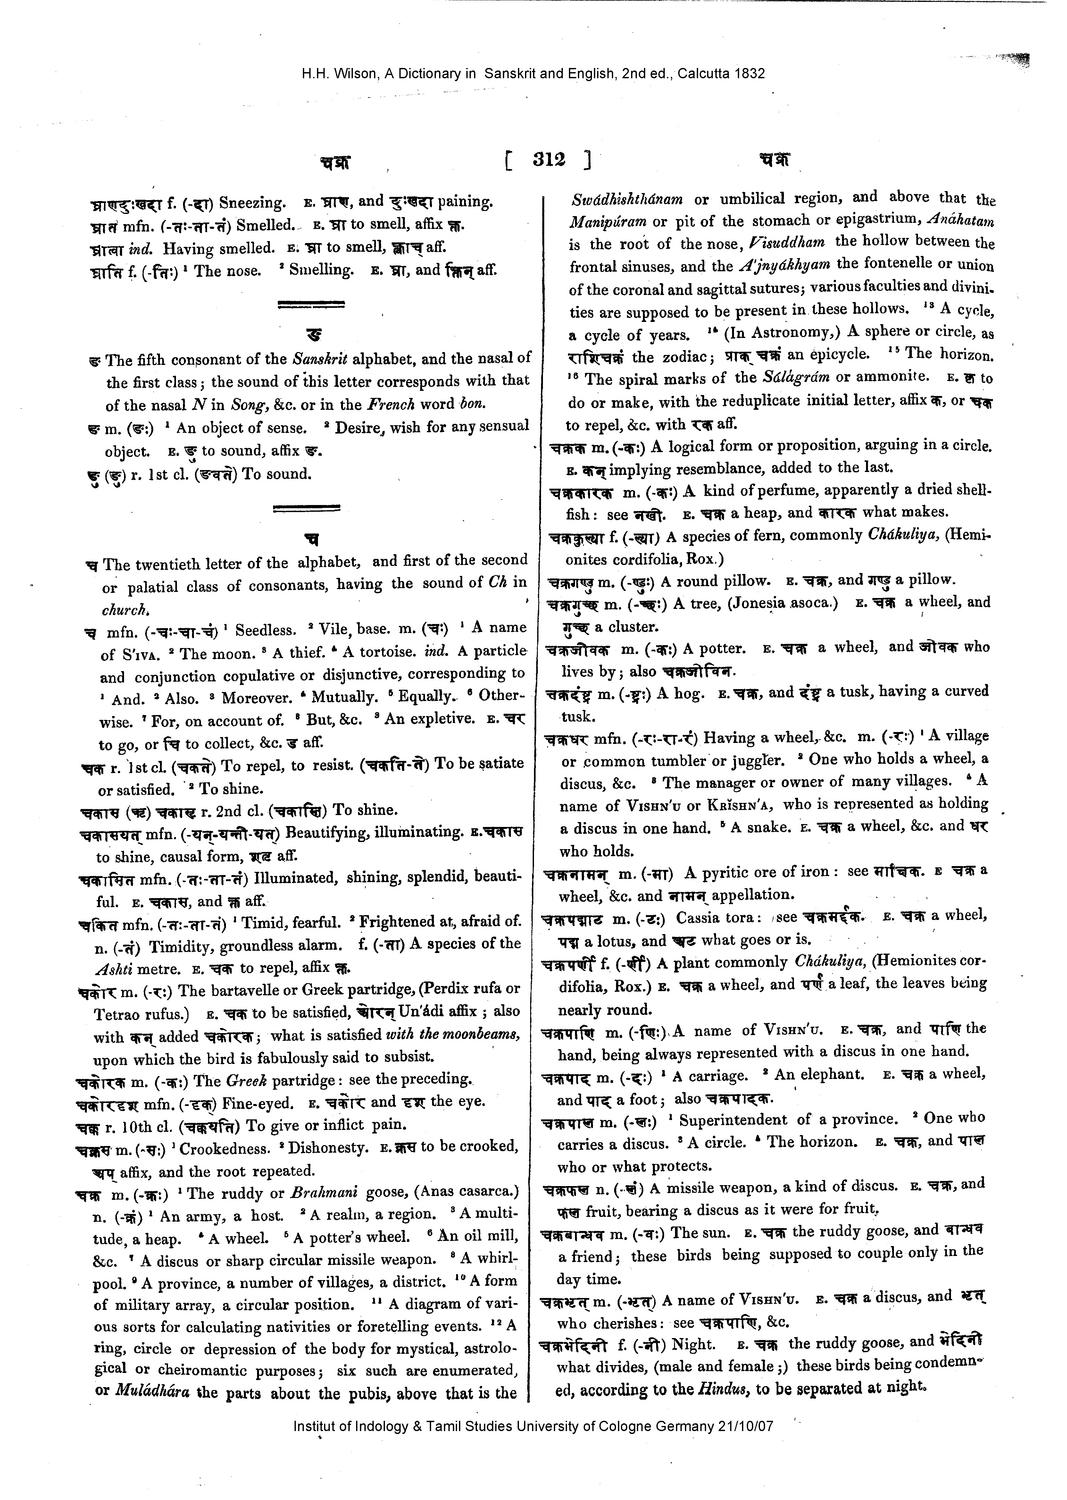 H.H. Wilson, A Dictionary in Sanskrit and English, 2nd ed., Calcutta 1832
चक्र [ 312 ] चक्र
घ्राणदुःखदा f. (-दा) Sneezing. E. घ्राण, and दुःखदा paining.
घ्रात mfn. (-तः-ता-तं) Smelled. E. घ्रा to smell, affix क्त.
घ्रात्वा ind. Having smelled. E. घ्रा to smell, क्त्वाच् aff.
घ्राति f. (-तिः) ¹ The nose. ² Smelling. E. घ्रा, and क्तिन् aff.
ङ
ङ The fifth consonant of the Sanskrit alphabet, and the nasal of
the first class; the sound of this letter corresponds with that
of the nasal N in Song, &c. or in the French word bon.
ङ m. (ङः) ¹ An object of sense. ² Desire, wish for any sensual
object. E. ङु to sound, affix ड.
ङु (ङु) r. 1st cl. (ङवते) To sound.
च
च The twentieth letter of the alphabet, and first of the second
or palatial class of consonants, having the sound of Ch in
church.
च mfn. (-चः-चा-चं) ¹ Seedless. ² Vile, base. m. (चः) ¹ A name
of S'IVA. ² The moon. ³ A thief. ⁴ A tortoise. ind. A particle
and conjunction copulative or disjunctive, corresponding to
¹ And. ² Also. ³ Moreover. ⁴ Mutually. ⁵ Equally. ⁶ Other-
wise. ⁷ For, on account of. ⁸ But, &c. ⁹ An expletive. E. चर
to go, or चि to collect, &c. ड aff.
चक r. 1st cl. (चकते) To repel, to resist. (चकति-ते) To be satiate
or satisfied. ² To shine.
चकास (ऋ) चकासृ r. 2nd cl. (चकास्ति) To shine.
चकासयत् mfn. (-यन्-यन्ती-यत्) Beautifying, illuminating. E. चकास
to shine, causal form, शतृ aff.
चकासित mfn. (-तः-ता-तं) Illuminated, shining, splendid, beauti-
ful. E. चकास, and क्त aff.
चकित mfn. (-तः-ता-तं) ¹ Timid, fearful. ² Frightened at, afraid of.
n. (-तं) Timidity, groundless alarm. f. (-ता) A species of the
Ashti metre. E. चक to repel, affix क्त.
चकोर m. (-रः) The bartavelle or Greek partridge, (Perdix rufa or
Tetrao rufus.) E. चक to be satisfied, ओरन् Un'ádi affix; also
with कन् added चकोरक; what is satisfied with the moonbeams,
upon which the bird is fabulously said to subsist.
चकोरक m. (-कः) The Greek partridge: see the preceding.
चकोरदृश mfn. (-दृक्) Fine-eyed. E. चकोर and दृश the eye.
चक्क r. 10th cl. (चक्कयति) To give or inflict pain.
चक्नस m. (-सः) ¹ Crookedness. ² Dishonesty. E. क्नस to be crooked,
अप् affix, and the root repeated.
चक्र m. (-क्रः) ¹ The ruddy or Brahmani goose, (Anas casarca.)
n. (-क्रं) ¹ An army, a host. ² A realm, a region. ³ A multi-
tude, a heap. ⁴ A wheel. ⁵ A potter's wheel. ⁶ An oil mill,
&c. ⁷ A discus or sharp circular missile weapon. ⁸ A whirl-
pool. ⁹ A province, a number of villages, a district. ¹⁰ A form
of military array, a circular position. ¹¹ A diagram of vari-
ous sorts for calculating nativities or foretelling events. ¹² A
ring, circle or depression of the body for mystical, astrolo-
gical or cheiromantic purposes; six such are enumerated,
or Muládhára the parts about the pubis, above that is the
Swádhishthánam or umbilical region, and above that the
Manipúram or pit of the stomach or epigastrium, Anáhatam
is the root of the nose, Visuddham the hollow between the
frontal sinuses, and the A'jnyákhyam the fontenelle or union
of the coronal and sagittal sutures; various faculties and divini-
ties are supposed to be present in these hollows. ¹³ A cycle,
a cycle of years. ¹⁴ (In Astronomy,) A sphere or circle, as
राशिचक्रं the zodiac; प्राक् चक्रं an epicycle. ¹⁵ The horizon.
¹⁶ The spiral marks of the Sálágrám or ammonite. E. कृ to
do or make, with the reduplicate initial letter, affix क, or चक
to repel, &c. with रक् aff.
चक्रक m. (-कः) A logical form or proposition, arguing in a circle.
E. कन् implying resemblance, added to the last.
चक्रकारक m. (-कः) A kind of perfume, apparently a dried shell-
fish: see नखी. E. चक्र a heap, and कारक what makes.
चक्रकुल्या f. (-ल्या) A species of fern, commonly Chákuliya, (Hemi-
onites cordifolia, Rox.)
चक्रगण्डु m. (-ण्डुः) A round pillow. E. चक्र, and गण्डु a pillow.
चक्रगुच्छ m. (-च्छः) A tree, (Jonesia asoca.) E. चक्र a wheel, and
गुच्छ a cluster.
चक्रजीवक m. (-कः) A potter. E. चक्र a wheel, and जीवक who
lives by; also चक्रजीविन.
चक्रदंष्ट्र m. (-ष्ट्रः) A hog. E. चक्र, and दंष्ट्र a tusk, having a curved
tusk.
चक्रधर mfn. (-रः-रा-रं) Having a wheel, &c. m. (-रः) ¹ A village
or common tumbler or juggler. ² One who holds a wheel, a
discus, &c. ³ The manager or owner of many villages. ⁴ A
name of VISHN'U or KRĬSHN'A, who is represented as holding
a discus in one hand. ⁵ A snake. E. चक्र a wheel, &c. and धर
who holds.
चक्रनामन् m. (-मा) A pyritic ore of iron: see माक्षिक. E चक्र a
wheel, &c. and नामन् appellation.
चक्रपद्माट m. (-टः) Cassia tora: see चक्रमर्द्दक. E. चक्र a wheel,
पद्म a lotus, and अट what goes or is.
चक्रपर्णी f. (-र्णी) A plant commonly Chákuliya, (Hemionites cor-
difolia, Rox.) E. चक्र a wheel, and पर्ण a leaf, the leaves being
nearly round.
चक्रपाणि m. (-णिः) A name of VISHN'U. E. चक्र, and पाणि the
hand, being always represented with a discus in one hand.
चक्रपाद् m. (-दः) ¹ A carriage. ² An elephant. E. चक्र a wheel,
and पाद् a foot; also चक्रपादक.
चक्रपाल m. (-लः) ¹ Superintendent of a province. ² One who
carries a discus. ³ A circle. ⁴ The horizon. E. चक्र, and पाल
who or what protects.
चक्रफल n. (-लं) A missile weapon, a kind of discus. E. चक्र, and
फल fruit, bearing a discus as it were for fruit.
चक्रबान्धव m. (-वः) The sun. E. चक्र the ruddy goose, and बान्धव
a friend; these birds being supposed to couple only in the
day time.
चक्रभृत् m. (-भृत्) A name of VISHN'U. E. चक्र a discus, and भृत्
who cherishes: see चक्रपाणि, &c.
चक्रभेदिनी f. (-नी) Night. E. चक्र the ruddy goose, and भेदिनी
what divides, (male and female;) these birds being condemn-
ed, according to the Hindus, to be separated at night.
Institut of Indology & Tamil Studies University of Cologne Germany 21/10/07